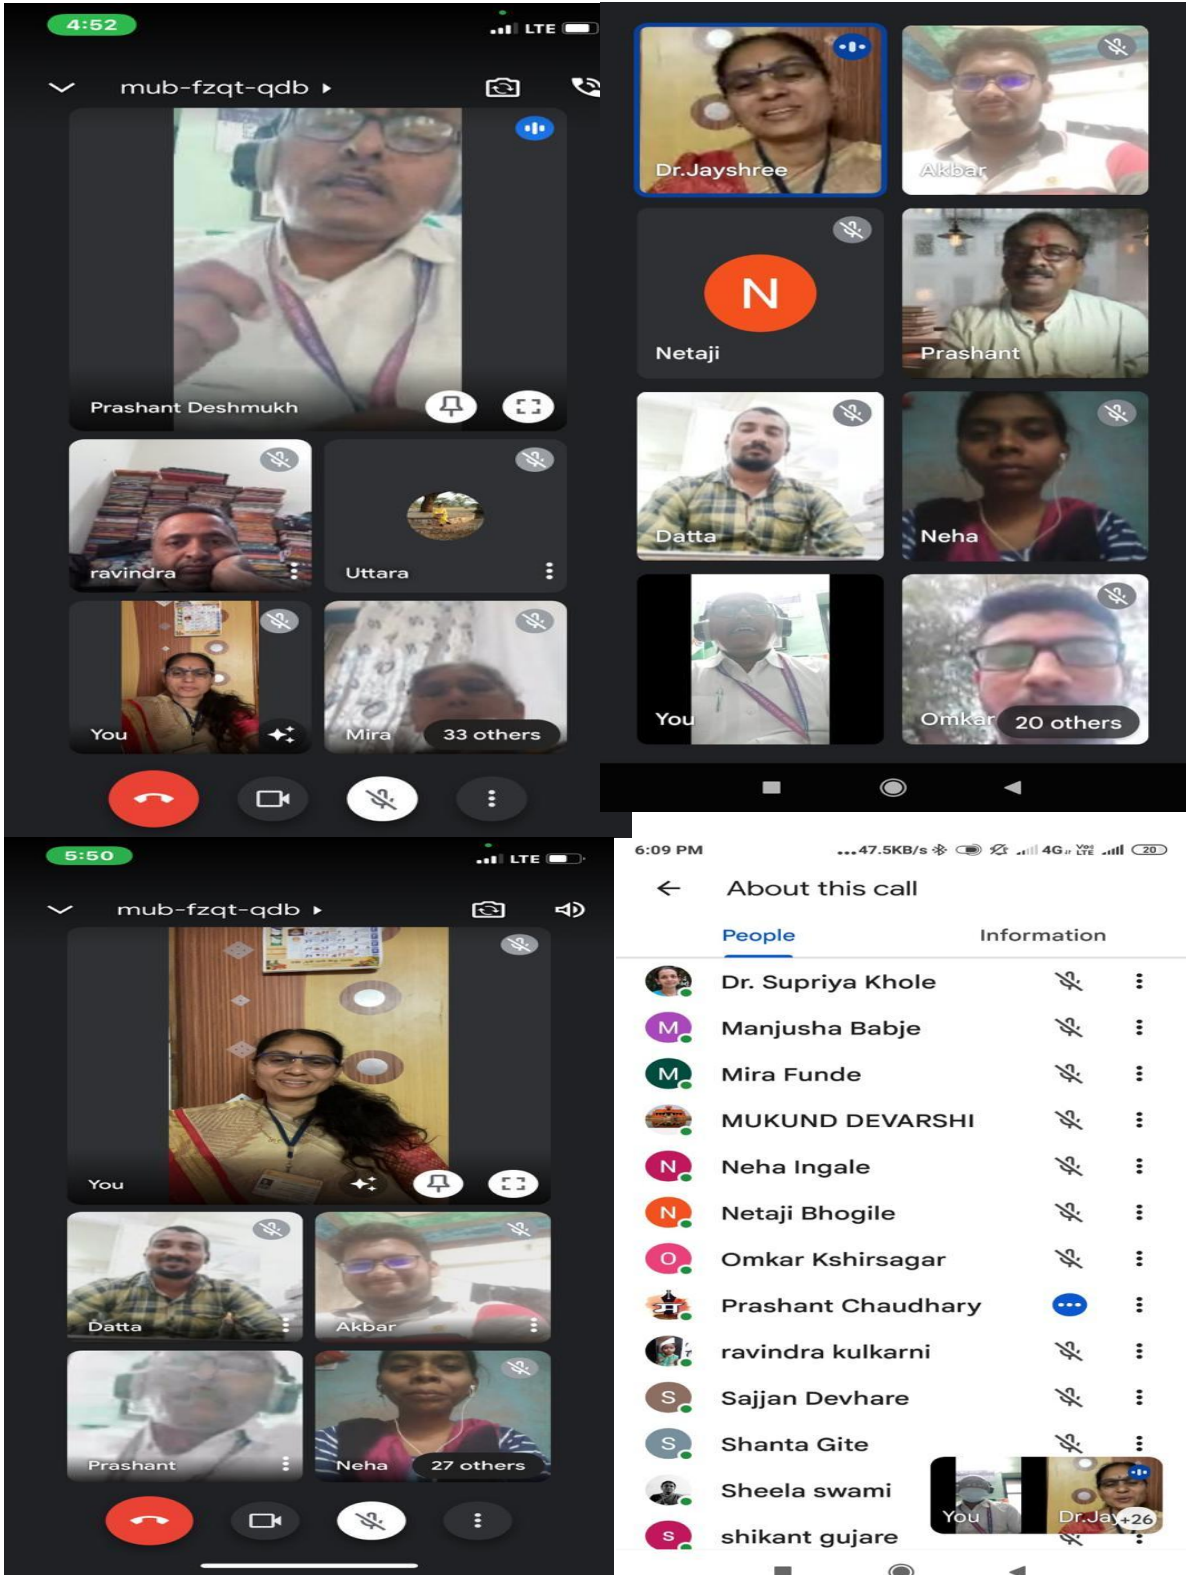 4:52
LTE
mub-fzqt-qdb
Prashant Deshmukh
ravindra
Uttara
You
Mira
33 others
Dr.Jayshree
Akbar
N
Netaji
Prashant
Datta
Neha
You
Omkar
20 others
5:50
LTE
mub-fzqt-qdb
You
Datta
Akbar
Prashant
Neha
27 others
6:09 PM
...47.5KB/s 4G VoLTE 20
About this call
People Information
Dr. Supriya Khole
M Manjusha Babje
M Mira Funde
MUKUND DEVARSHI
N Neha Ingale
N Netaji Bhogile
O Omkar Kshirsagar
Prashant Chaudhary
ravindra kulkarni
S Sajjan Devhare
S Shanta Gite
Sheela swami
s shikant gujare
You
Dr.Jay
+26